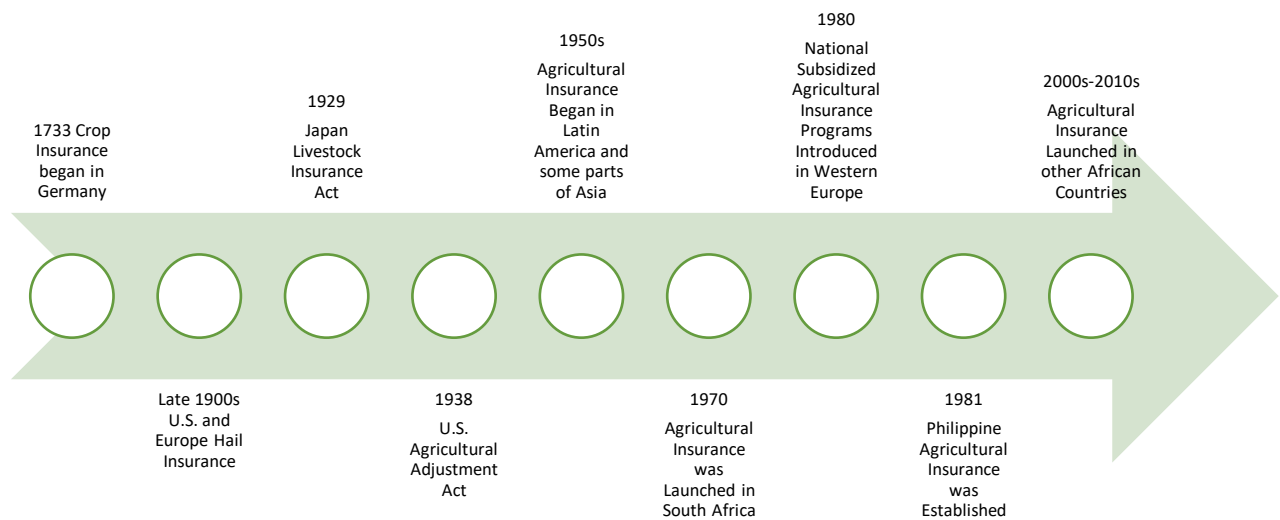 1733 Crop
Insurance
began in
Germany
Late 1900s
U.S. and
Europe Hail
Insurance
1929
Japan
Livestock
Insurance
Act
1938
U.S.
Agricultural
Adjustment
Act
1950s
Agricultural
Insurance
Began in
Latin
America and
some parts
of Asia
1970
Agricultural
Insurance
was
Launched in
South Africa
1980
National
Subsidized
Agricultural
Insurance
Programs
Introduced
in Western
Europe
1981
Philippine
Agricultural
Insurance
was
Established
2000s-2010s
Agricultural
Insurance
Launched in
other African
Countries